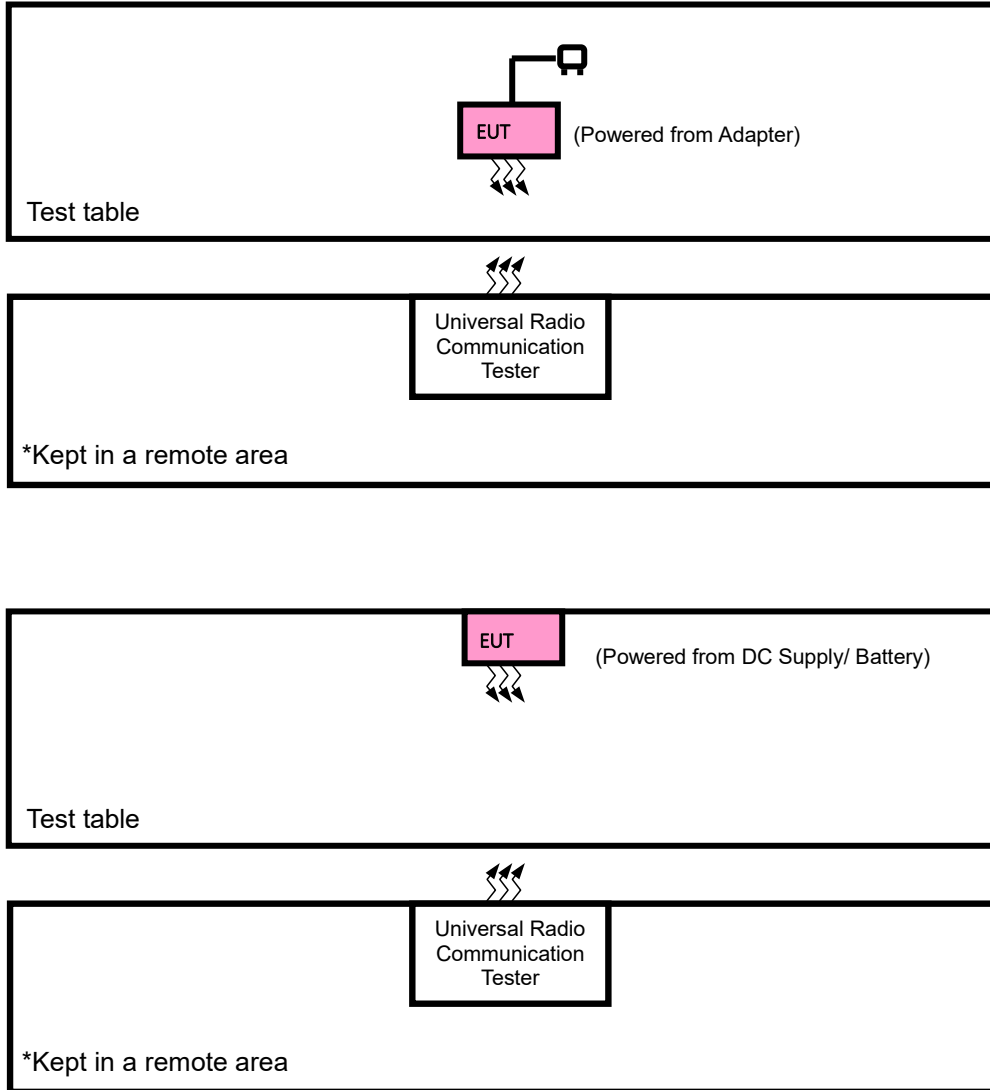 EUT
(Powered from Adapter)
Test table
Universal Radio
Communication
Tester
*Kept in a remote area
EUT
(Powered from DC Supply/ Battery)
Test table
Universal Radio
Communication
Tester
*Kept in a remote area